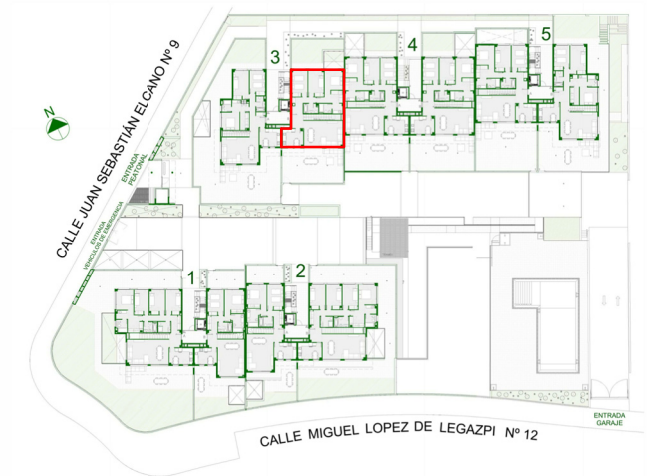 5
4
3
CALLE JUAN SEBASTIÁN ELCANO Nº 9
N
ENTRADA
PEATONAL
ENTRADA
VEHICULOS DE EMERGENCIA
1
2
ENTRADA
GARAJE
CALLE MIGUEL LOPEZ DE LEGAZPI Nº 12